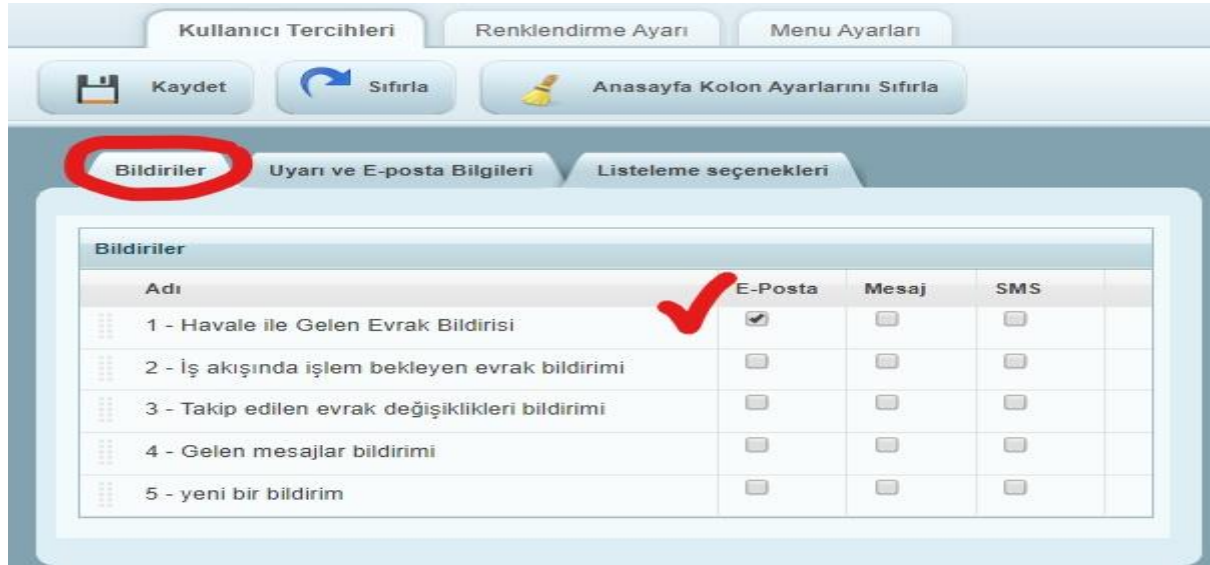 Kullanıcı Tercihleri Renklendirme Ayarı Menu Ayarları
Kaydet Sıfırla Anasayfa Kolon Ayarlarını Sıfırla
Bildiriler Uyarı ve E-posta Bilgileri Listeleme seçenekleri
Bildiriler
Adı E-Posta Mesaj SMS
1 - Havale ile Gelen Evrak Bildirisi
2 - İş akışında işlem bekleyen evrak bildirimi
3 - Takip edilen evrak değişiklikleri bildirimi
4 - Gelen mesajlar bildirimi
5 - yeni bir bildirim